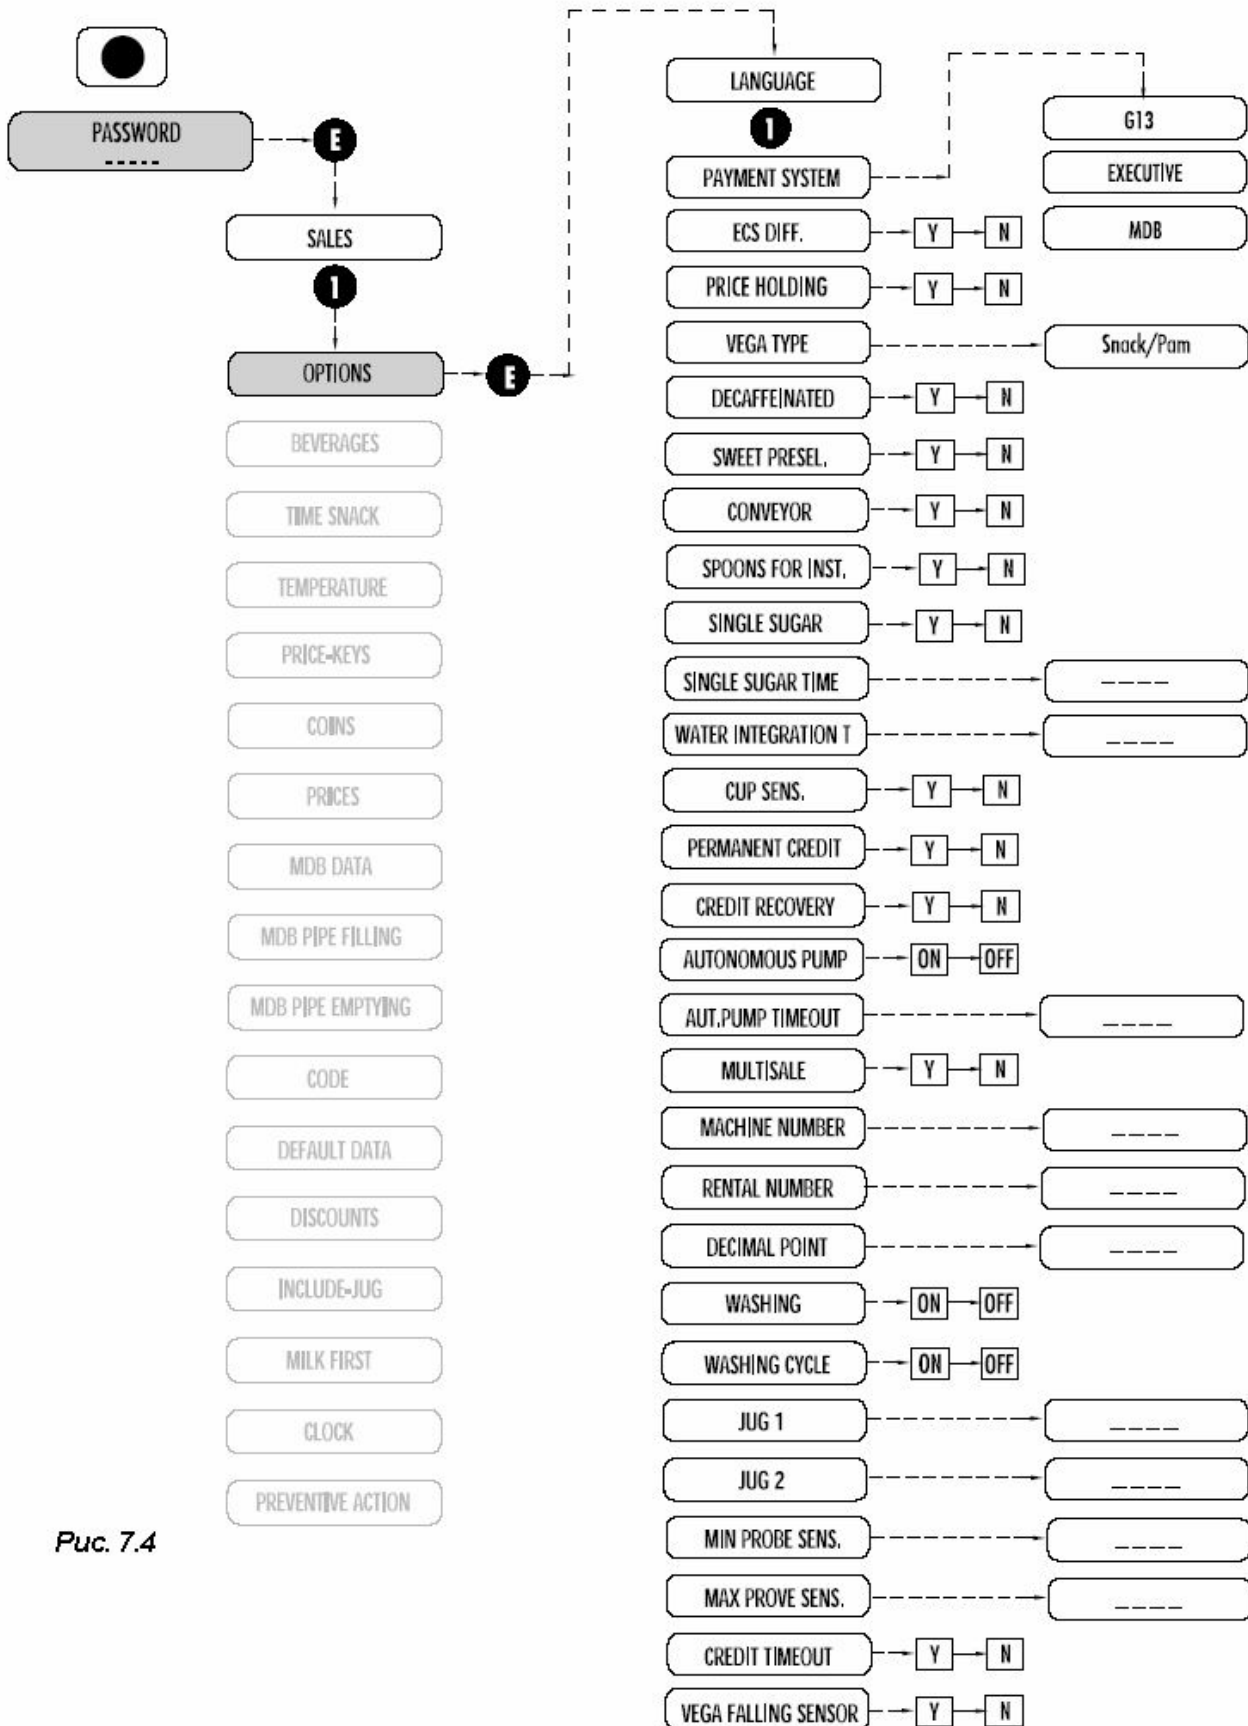 PASSWORD
-----
E
SALES
1
OPTIONS
E
BEVERAGES
TIME SNACK
TEMPERATURE
PRICE-KEYS
COINS
PRICES
MDB DATA
MDB PIPE FILLING
MDB PIPE EMPTYING
CODE
DEFAULT DATA
DISCOUNTS
INCLUDE-JUG
MILK FIRST
CLOCK
PREVENTIVE ACTION
Рис. 7.4
LANGUAGE
1
PAYMENT SYSTEM
G13
EXECUTIVE
MDB
ECS DIFF. Y N
PRICE HOLDING Y N
VEGA TYPE Snack/Pam
DECAFFEINATED Y N
SWEET PRESEL. Y N
CONVEYOR Y N
SPOONS FOR INST. Y N
SINGLE SUGAR Y N
SINGLE SUGAR TIME ----
WATER INTEGRATION T ----
CUP SENS. Y N
PERMANENT CREDIT Y N
CREDIT RECOVERY Y N
AUTONOMOUS PUMP ON OFF
AUT.PUMP TIMEOUT ----
MULTISALE Y N
MACHINE NUMBER ----
RENTAL NUMBER ----
DECIMAL POINT ----
WASHING ON OFF
WASHING CYCLE ON OFF
JUG 1 ----
JUG 2 ----
MIN PROBE SENS. ----
MAX PROVE SENS. ----
CREDIT TIMEOUT Y N
VEGA FALLING SENSOR Y N